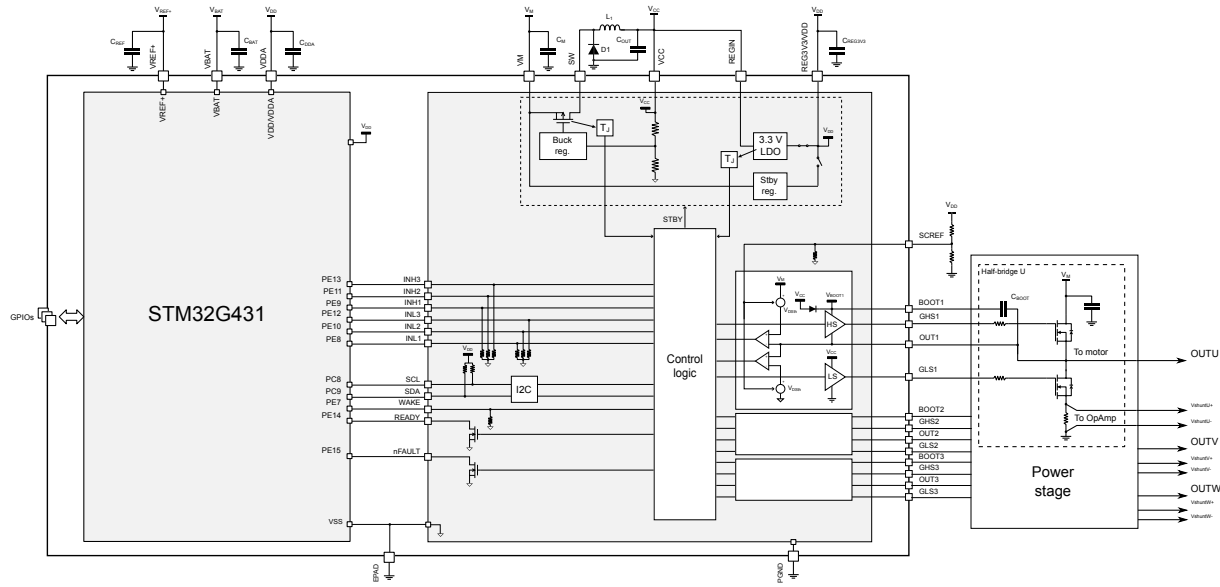 VREF+
VBAT
VDD
VM
L1
VCC
VDD
CREF
CBAT
CDDA
CM
D1
COUT
CREG3V3
VREF+
VBAT
VDDA
VM
SW
VCC
REGIN
REG3V3/VDD
VREF+
VBAT
VDD/VDDA
VDD
VCC
TJ
Buck
reg.
3.3 V
LDO
VDD
TJ
Stby
reg.
STBY
VDD
SCREF
GPIOs
STM32G431
PE13
INH3
PE11
INH2
PE9
INH1
PE12
INL3
PE10
INL2
PE8
INL1
VDD
PC8
SCL
PC9
SDA
I2C
PE7
WAKE
PE14
READY
PE15
nFAULT
VSS
Control
logic
VM
VDSth
VCC
VBOOT1
HS
VCC
LS
VDSth
BOOT1
GHS1
OUT1
GLS1
BOOT2
GHS2
OUT2
GLS2
BOOT3
GHS3
OUT3
GLS3
Half-bridge U
VM
CBOOT
To motor
To OpAmp
Power
stage
OUTU
VshuntU+
VshuntU-
OUTV
VshuntV+
VshuntV-
OUTW
VshuntW+
VshuntW-
EPAD
PGND